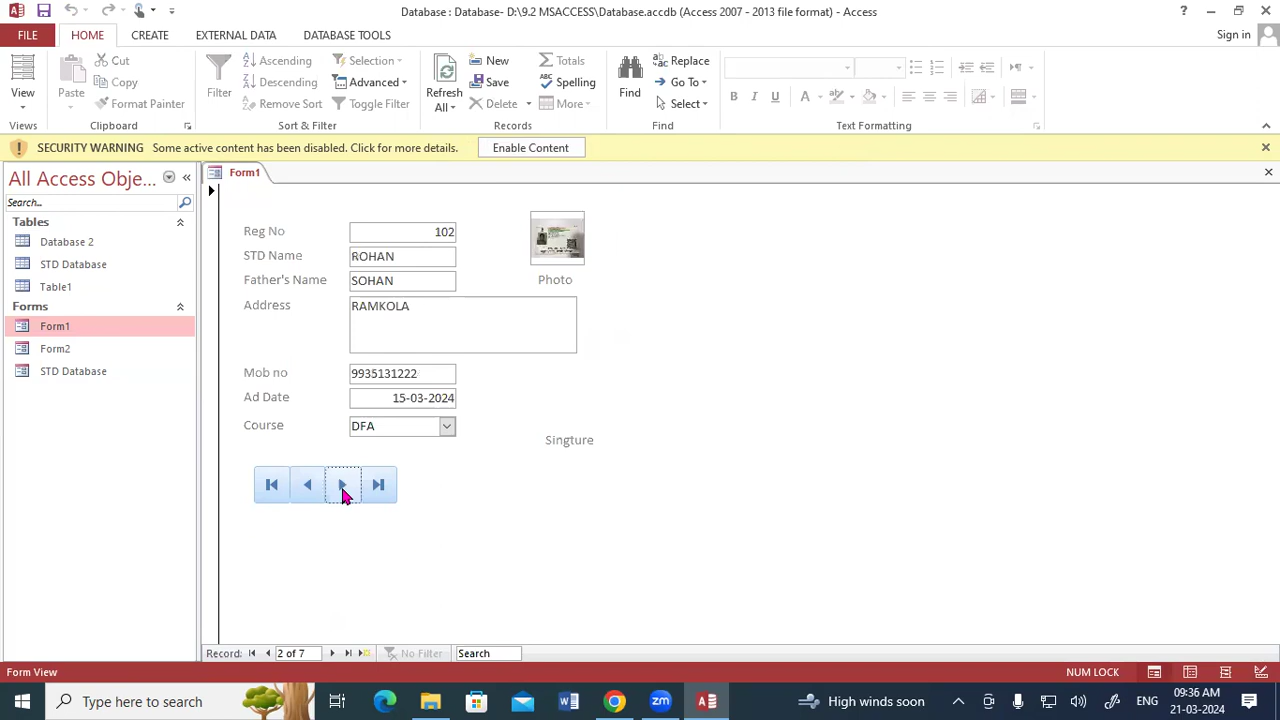 Database : Database- D:\9.2 MSACCESS\Database.accdb (Access 2007 - 2013 file format) - Access
FILE HOME CREATE EXTERNAL DATA DATABASE TOOLS Sign in
View
Views
Paste
Cut
Copy
Format Painter
Clipboard
Filter
Ascending
Descending
Remove Sort
Selection
Advanced
Toggle Filter
Sort & Filter
Refresh
All
New
Save
Delete
Totals
Spelling
More
Records
Find
Replace
Go To
Select
Find
B I U A
Text Formatting
SECURITY WARNING Some active content has been disabled. Click for more details. Enable Content
All Access Obje...
Search...
Tables
Database 2
STD Database
Table1
Forms
Form1
Form2
STD Database
Form1
Reg No 102
STD Name ROHAN
Father's Name SOHAN
Photo
Address RAMKOLA
Mob no 9935131222
Ad Date 15-03-2024
Course DFA
Singture
Record: 2 of 7 No Filter Search
Form View NUM LOCK
Type here to search
High winds soon
ENG
09:36 AM
21-03-2024